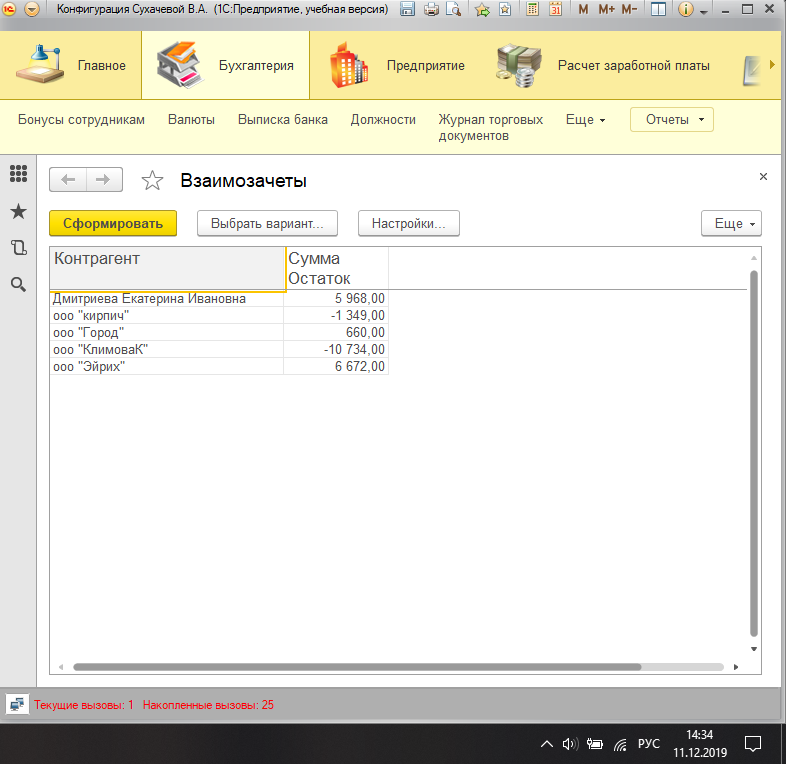 Конфигурация Сухачевой В.А. (1С:Предприятие, учебная версия)
M M+ M-
Главное
Бухгалтерия
Предприятие
Расчет заработной платы
Бонусы сотрудникам
Валюты
Выписка банка
Должности
Журнал торговых
документов
Еще
Отчеты
Взаимозачеты
Сформировать
Выбрать вариант...
Настройки...
Еще
Контрагент
Сумма
Остаток
Дмитриева Екатерина Ивановна 5 968,00
ооо "кирпич" -1 349,00
ооо "Город" 660,00
ооо "КлимоваК" -10 734,00
ооо "Эйрих" 6 672,00
Текущие вызовы: 1 Накопленные вызовы: 25
РУС
14:34
11.12.2019